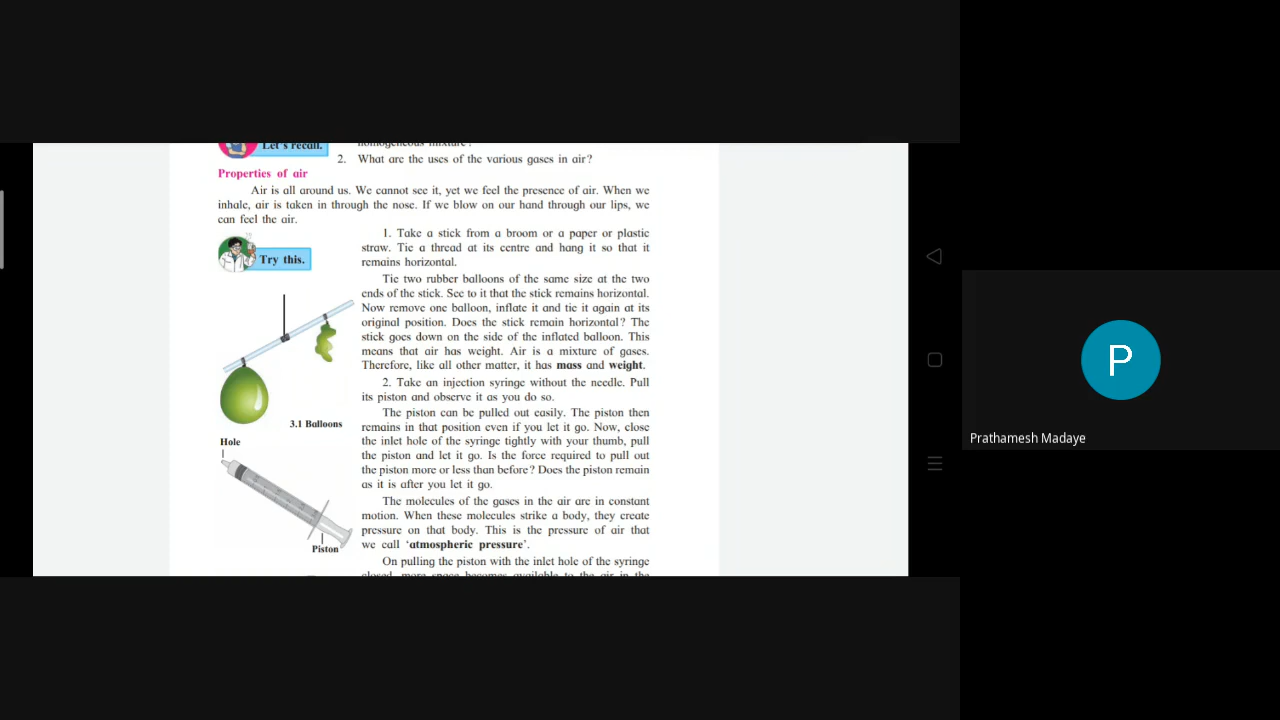 Let's recall.
homogeneous mixture?
2. What are the uses of the various gases in air?
Properties of air
Air is all around us. We cannot see it, yet we feel the presence of air. When we
inhale, air is taken in through the nose. If we blow on our hand through our lips, we
can feel the air.
Try this.
1. Take a stick from a broom or a paper or plastic
straw. Tie a thread at its centre and hang it so that it
remains horizontal.
Tie two rubber balloons of the same size at the two
ends of the stick. See to it that the stick remains horizontal.
Now remove one balloon, inflate it and tie it again at its
original position. Does the stick remain horizontal? The
stick goes down on the side of the inflated balloon. This
means that air has weight. Air is a mixture of gases.
Therefore, like all other matter, it has mass and weight.
3.1 Balloons
2. Take an injection syringe without the needle. Pull
its piston and observe it as you do so.
The piston can be pulled out easily. The piston then
remains in that position even if you let it go. Now, close
the inlet hole of the syringe tightly with your thumb, pull
the piston and let it go. Is the force required to pull out
the piston more or less than before? Does the piston remain
as it is after you let it go.
Hole
Piston
The molecules of the gases in the air are in constant
motion. When these molecules strike a body, they create
pressure on that body. This is the pressure of air that
we call 'atmospheric pressure'.
On pulling the piston with the inlet hole of the syringe
closed, more space becomes available to the air in the
P
Prathamesh Madaye